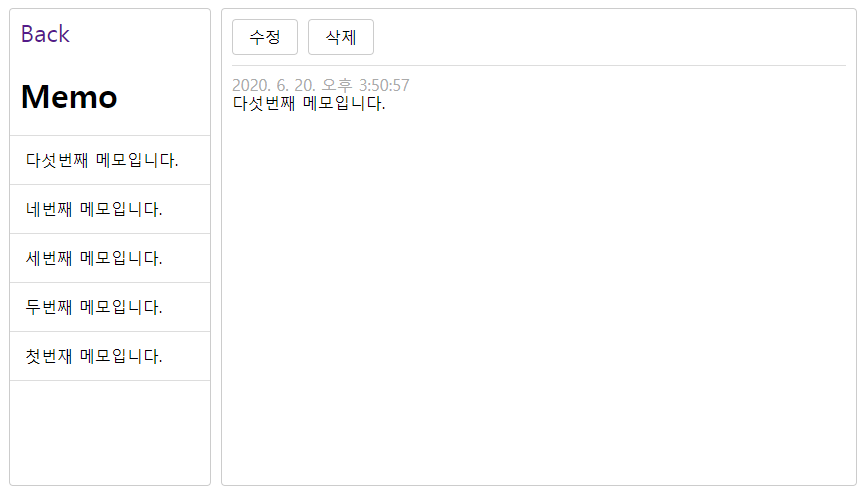 Back
Memo
다섯번째 메모입니다.
네번째 메모입니다.
세번째 메모입니다.
두번째 메모입니다.
첫번재 메모입니다.
수정 삭제
2020. 6. 20. 오후 3:50:57
다섯번째 메모입니다.